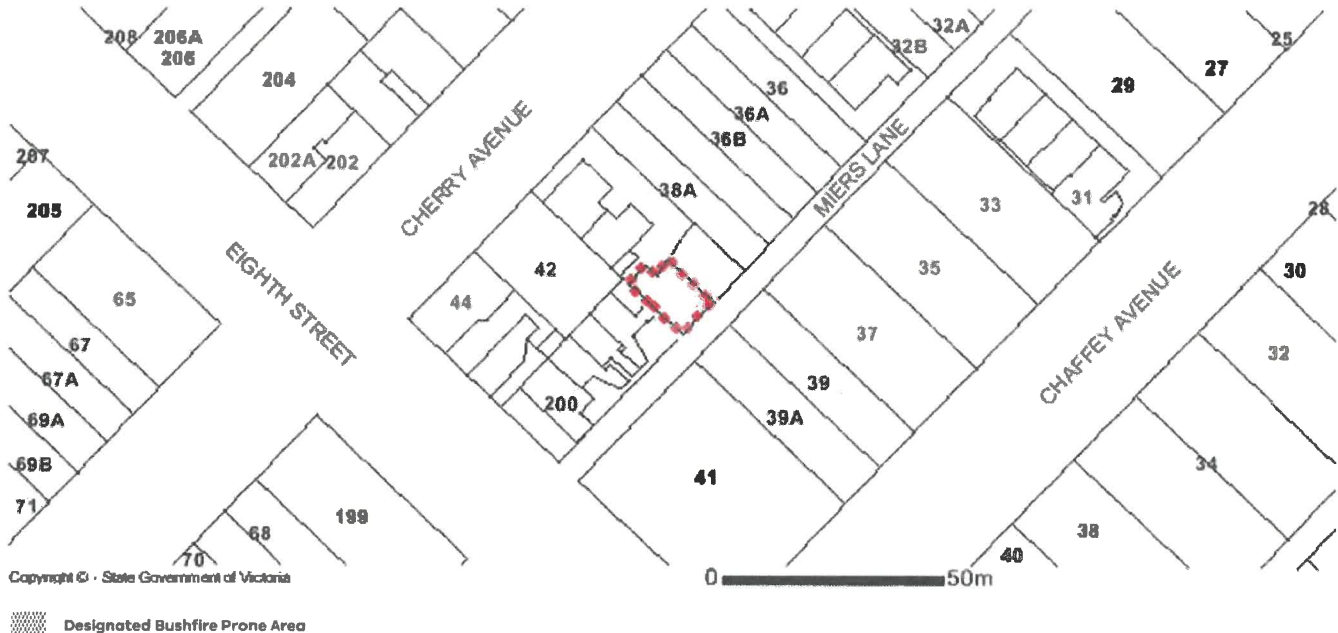 208
206A
206
204
202A
202
207
205
65
67
67A
69A
69B
71
70
68
199
EIGHTH STREET
CHERRY AVENUE
44
42
200
38A
36B
36A
36
32B
32A
MIERS LANE
29
27
25
31
33
35
37
39
39A
41
CHAFFEY AVENUE
28
30
32
34
38
40
Copyright © - State Government of Victoria
0 50m
Designated Bushfire Prone Area